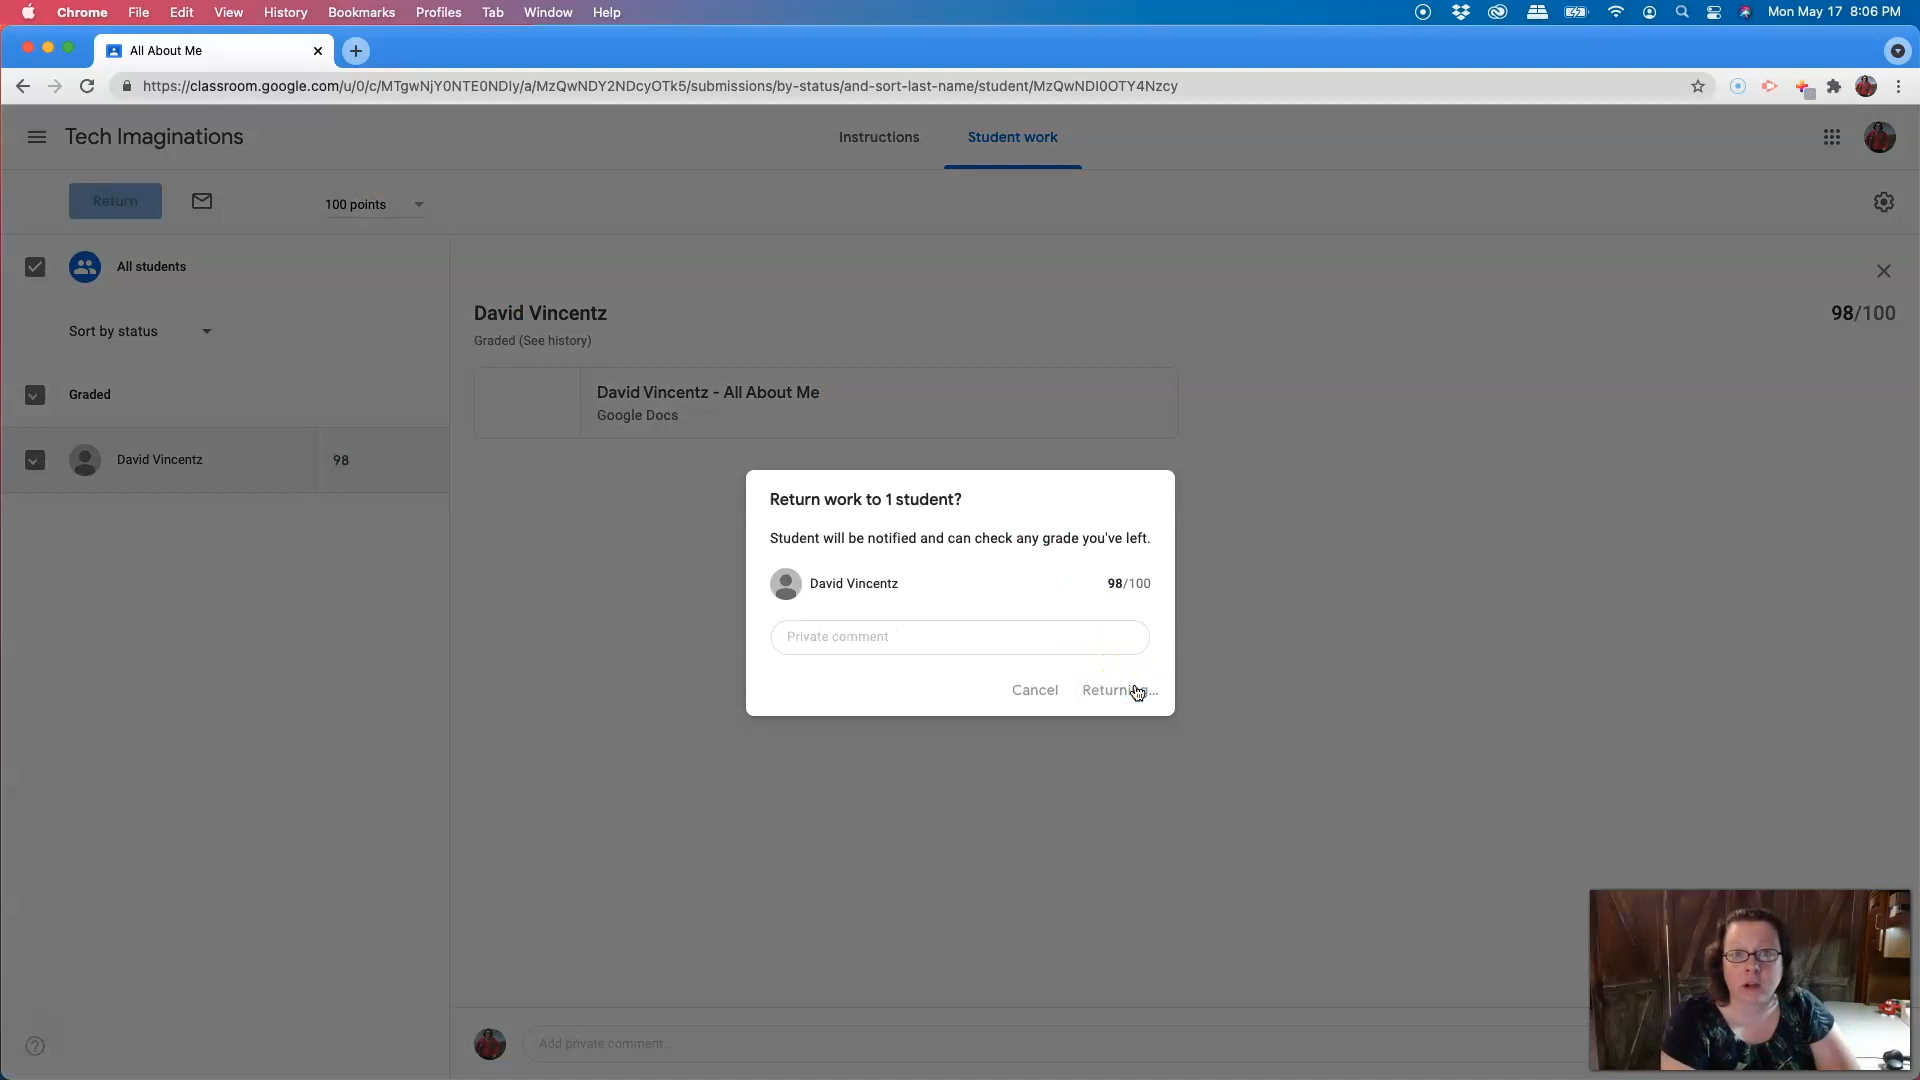 Chrome File Edit View History Bookmarks Profiles Tab Window Help Mon May 17 8:06 PM
All About Me
https://classroom.google.com/u/0/c/MTgwNjY0NTE0NDIy/a/MzQwNDY2NDcyOTk5/submissions/by-status/and-sort-last-name/student/MzQwNDI0OTY4Nzcy
Tech Imaginations Instructions Student work
Return 100 points
All students
Sort by status
David Vincentz 98/100
Graded (See history)
Graded
David Vincentz - All About Me
Google Docs
David Vincentz 98
Return work to 1 student?
Student will be notified and can check any grade you've left.
David Vincentz 98/100
Private comment
Cancel Returning...
Add private comment...